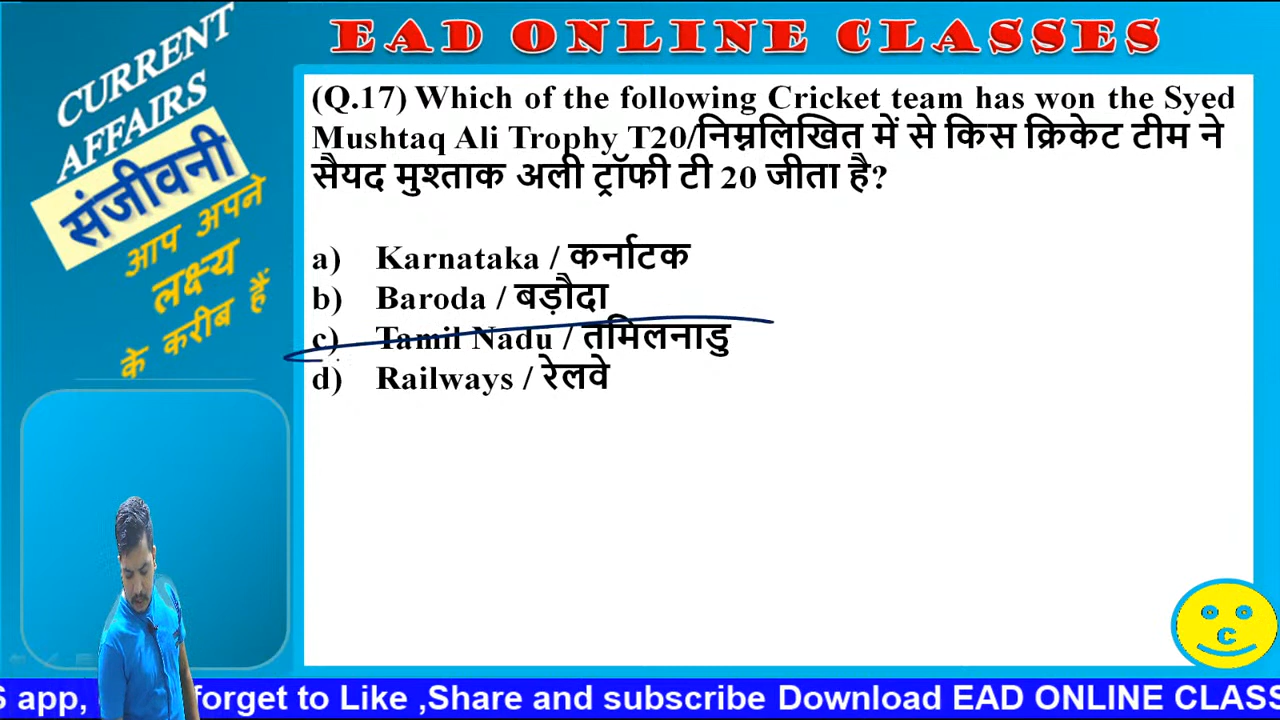 EAD ONLINE CLASSES
CURRENT
AFFAIRS
संजीवनी
आप अपने
लक्ष्य
के करीब हैं
(Q.17) Which of the following Cricket team has won the Syed
Mushtaq Ali Trophy T20/निम्नलिखित में से किस क्रिकेट टीम ने
सैयद मुश्ताक अली ट्रॉफी टी 20 जीता है?
a) Karnataka / कर्नाटक
b) Baroda / बड़ौदा
c) Tamil Nadu / तमिलनाडु
d) Railways / रेलवे
C
S app, forget to Like ,Share and subscribe Download EAD ONLINE CLASS